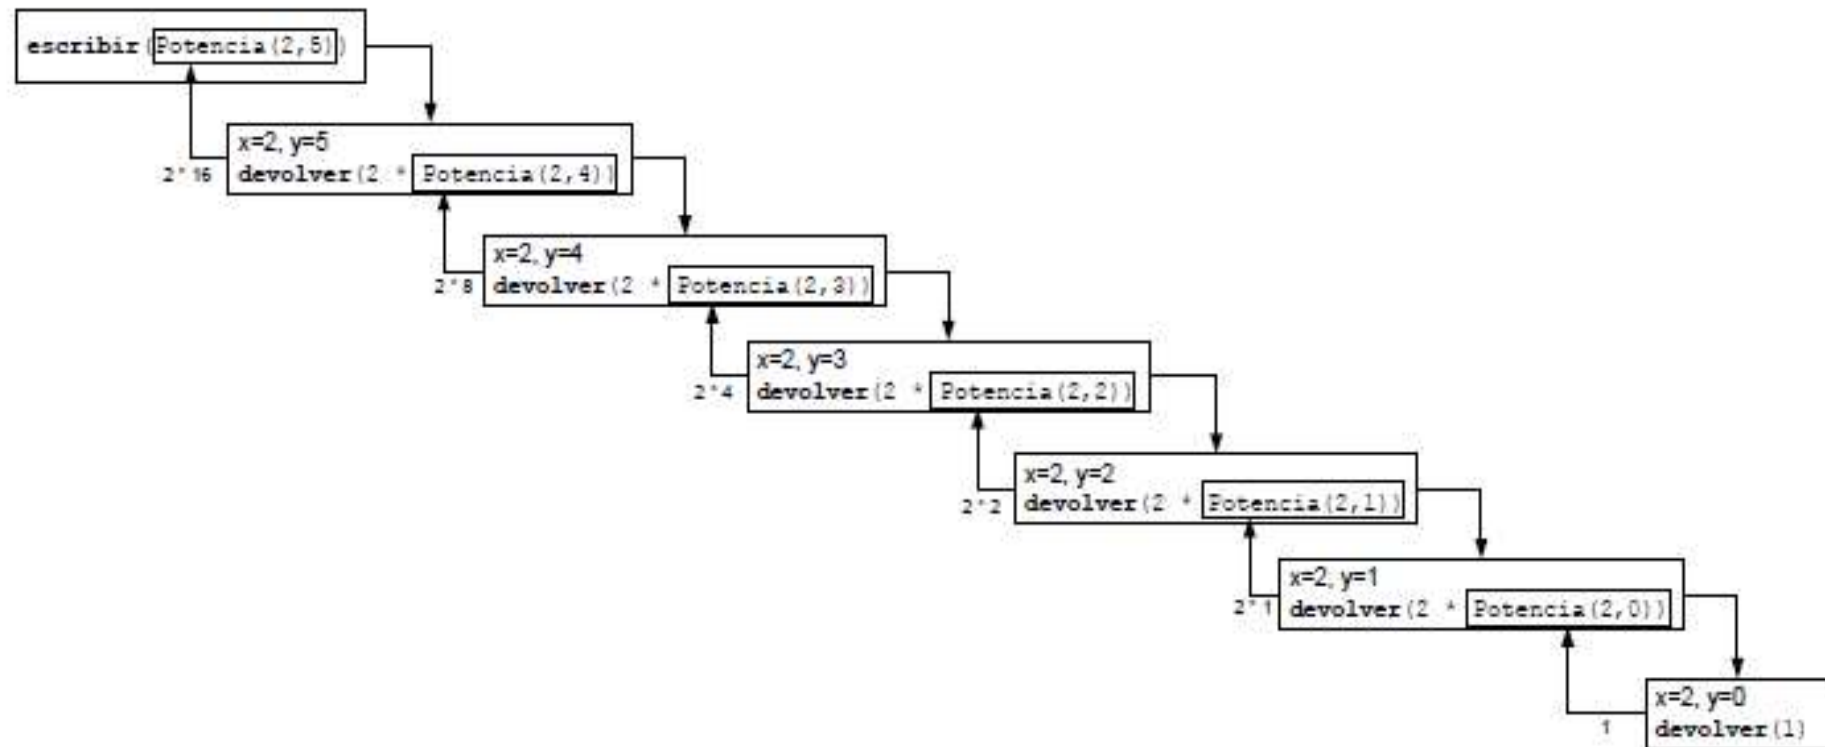 escribir(Potencia(2,5))
x=2, y=5
2*16
devolver(2 * Potencia(2,4))
x=2, y=4
2*8
devolver(2 * Potencia(2,3))
x=2, y=3
2*4
devolver(2 * Potencia(2,2))
x=2, y=2
2*2
devolver(2 * Potencia(2,1))
x=2, y=1
2*1
devolver(2 * Potencia(2,0))
x=2, y=0
1
devolver(1)